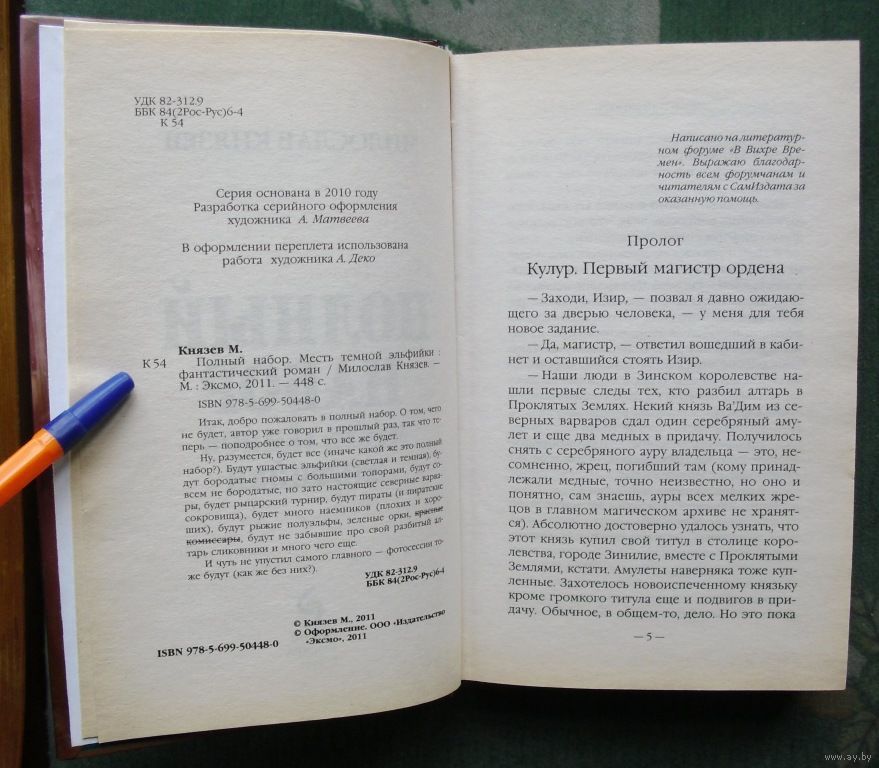 УДК 82-312.9
ББК 84(2Рос-Рус)6-4
К 54
Серия основана в 2010 году
Разработка серийного оформления
художника А. Матвеева
В оформлении переплета использована
работа художника А. Деко
Князев М.
К 54
Полный набор. Месть темной эльфийки :
фантастический роман / Милослав Князев. —
М. : Эксмо, 2011. — 448 с.
ISBN 978-5-699-50448-0
Итак, добро пожаловать в полный набор. О том, чего
не будет, автор уже говорил в прошлый раз, так что те-
перь — поподробнее о том, что все же будет.
Ну, разумеется, будет все (иначе какой же это полный
набор?). Будут ушастые эльфийки (светлая и темная), бу-
дут бородатые гномы с большими топорами, будут со-
всем не бородатые, но зато настоящие северные варва-
ры, будет рыцарский турнир, будут пираты (и пиратские
сокровища), будет много наемников (плохих и хоро-
ших), будут рыжие полуэльфы, зеленые орки, красные
комиссары, будут не забывшие про свой разбитый ал-
тарь сликовники и много чего еще.
И чуть не упустил самого главного — фотосессии то-
же будут (как же без них?).
УДК 82-312.9
ББК 84(2Рос-Рус)6-4
© Князев М., 2011
© Оформление. ООО «Издательство
«Эксмо», 2011
ISBN 978-5-699-50448-0
Написано на литератур-
ном форуме «В Вихре Вре-
мен». Выражаю благодар-
ность всем форумчанам и
читателям с СамИздата за
оказанную помощь.
Пролог
Кулур. Первый магистр ордена
— Заходи, Изир, — позвал я давно ожидаю-
щего за дверью человека, — у меня для тебя
новое задание.
— Да, магистр, — ответил вошедший в каби-
нет и оставшийся стоять Изир.
— Наши люди в Зинском королевстве наш-
ли первые следы тех, кто разбил алтарь в
Проклятых Землях. Некий князь Ва'Дим из се-
верных варваров сдал один серебряный аму-
лет и еще два медных в придачу. Получилось
снять с серебряного ауру владельца — это, не-
сомненно, жрец, погибший там (кому принад-
лежали медные, точно неизвестно, но оно и
понятно, сам знаешь, ауры всех мелких жре-
цов в главном магическом архиве не хранят-
ся). Абсолютно достоверно удалось узнать, что
этот князь купил свой титул в столице коро-
левства, городе Зинилие, вместе с Проклятыми
Землями, кстати. Амулеты наверняка тоже куп-
ленные. Захотелось новоиспеченному князьку
кроме громкого титула еще и подвигов в при-
дачу. Обычное, в общем-то, дело. Но это пока
— 5 —
www.ay.by